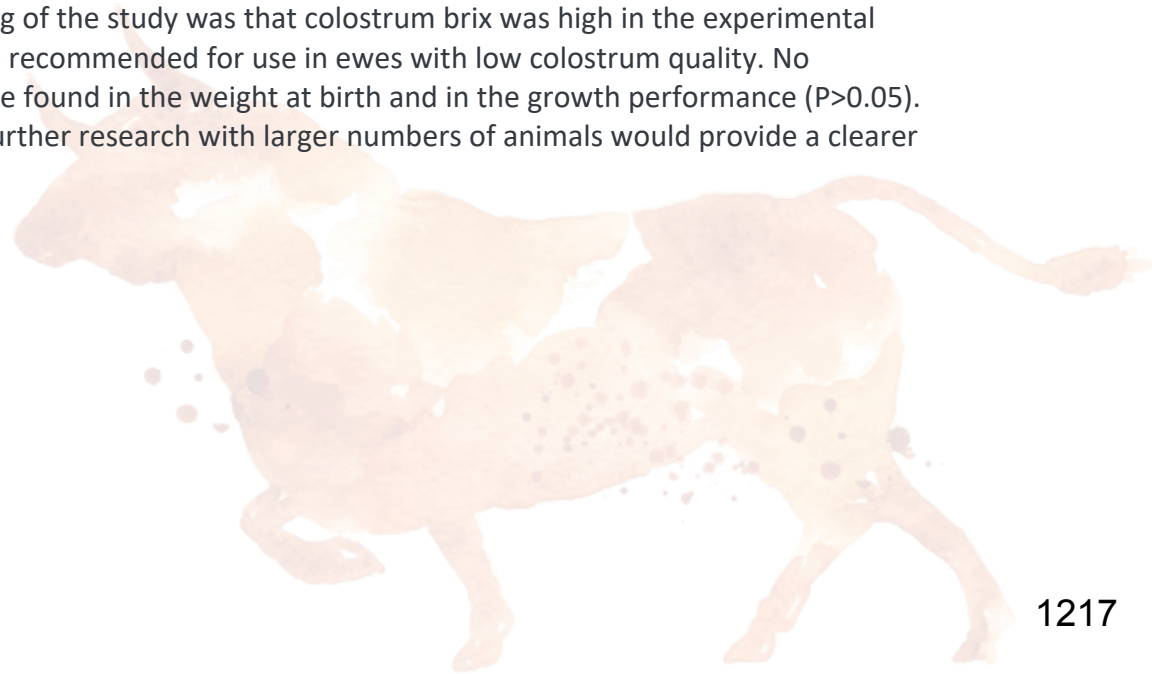 g of the study was that colostrum brix was high in the experimental
recommended for use in ewes with low colostrum quality. No
e found in the weight at birth and in the growth performance (P>0.05).
urther research with larger numbers of animals would provide a clearer
1217